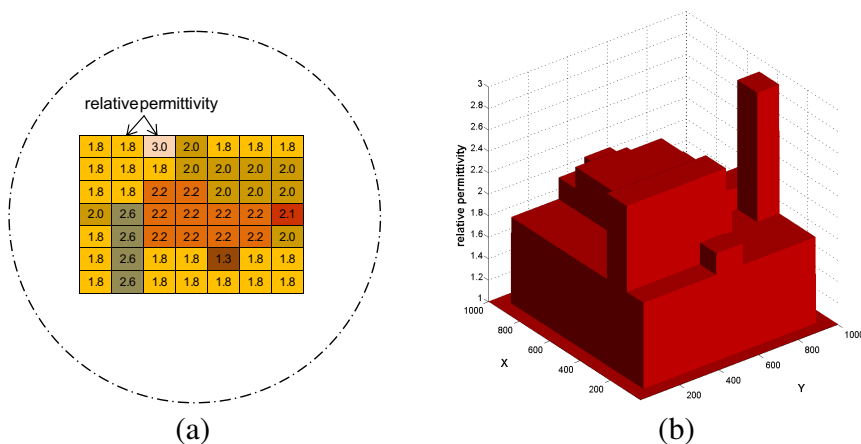 relative permittivity
1.8 1.8 3.0 2.0 1.8 1.8 1.8
1.8 1.8 1.8 2.0 2.0 2.0 2.0
1.8 1.8 2.2 2.2 2.0 2.0 2.0
2.0 2.6 2.2 2.2 2.2 2.2 2.1
1.8 2.6 2.2 2.2 2.2 2.2 2.0
1.8 2.6 1.8 1.8 1.3 1.8 1.8
1.8 2.6 1.8 1.8 1.8 1.8 1.8
(a)
relative permittivity
3
2.8
2.6
2.4
2.2
2
1.8
1.6
1.4
1.2
1
1000
800
600
400
200
X
200
400
600
800
1000
Y
(b)